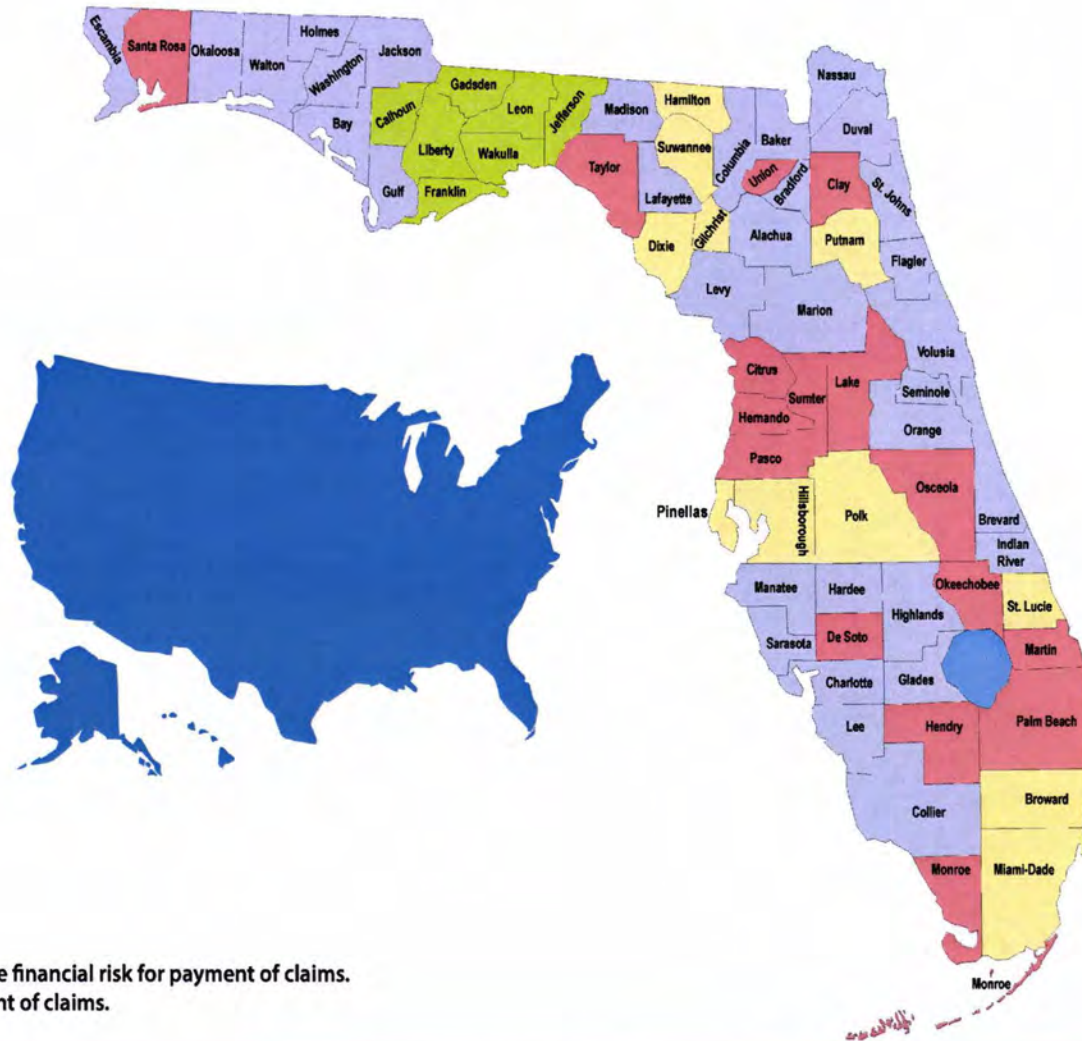 Escambia
Santa Rosa
Okaloosa
Walton
Holmes
Washington
Jackson
Bay
Calhoun
Gulf
Gadsden
Liberty
Leon
Wakulla
Franklin
Jefferson
Madison
Taylor
Hamilton
Suwannee
Lafayette
Dixie
Gilchrist
Columbia
Baker
Union
Bradford
Nassau
Duval
Clay
St. Johns
Alachua
Putnam
Flagler
Levy
Marion
Volusia
Citrus
Sumter
Lake
Seminole
Hernando
Orange
Pasco
Pinellas
Hillsborough
Polk
Osceola
Brevard
Indian
River
Manatee
Hardee
Highlands
Okeechobee
St. Lucie
Sarasota
De Soto
Martin
Charlotte
Glades
Lee
Hendry
Palm Beach
Collier
Broward
Monroe
Miami-Dade
Monroe
e financial risk for payment of claims.
nt of claims.